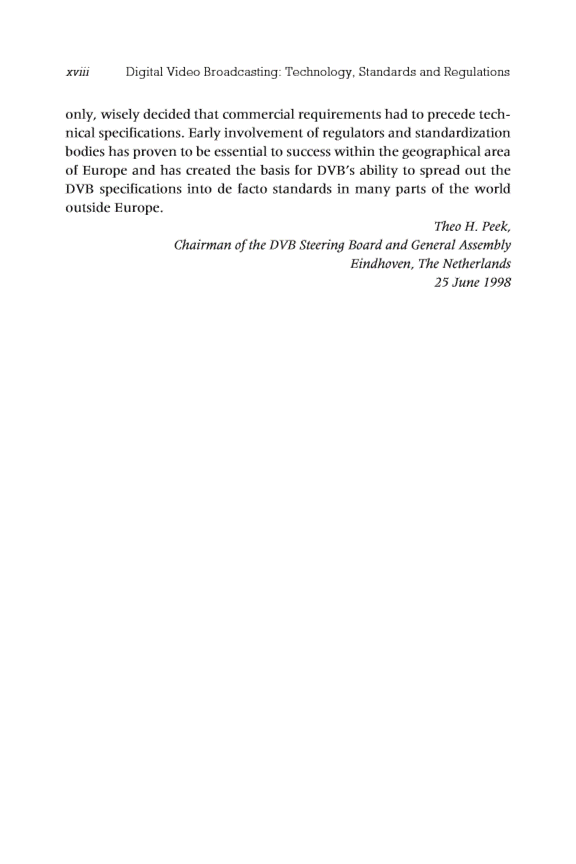 xviii Digital Video Broadcasting: Technology, Standards and Regulations
only, wisely decided that commercial requirements had to precede tech-
nical specifications. Early involvement of regulators and standardization
bodies has proven to be essential to success within the geographical area
of Europe and has created the basis for DVB’s ability to spread out the
DVB specifications into de facto standards in many parts of the world
outside Europe.
Theo H. Peek,
Chairman of the DVB Steering Board and General Assembly
Eindhoven, The Netherlands
25 June 1998